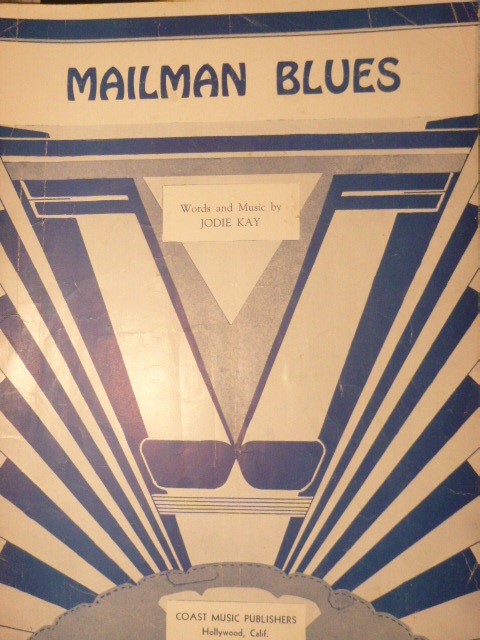 MAILMAN BLUES
Words and Music by
JODIE KAY
COAST MUSIC PUBLISHERS
Hollywood, Calif.